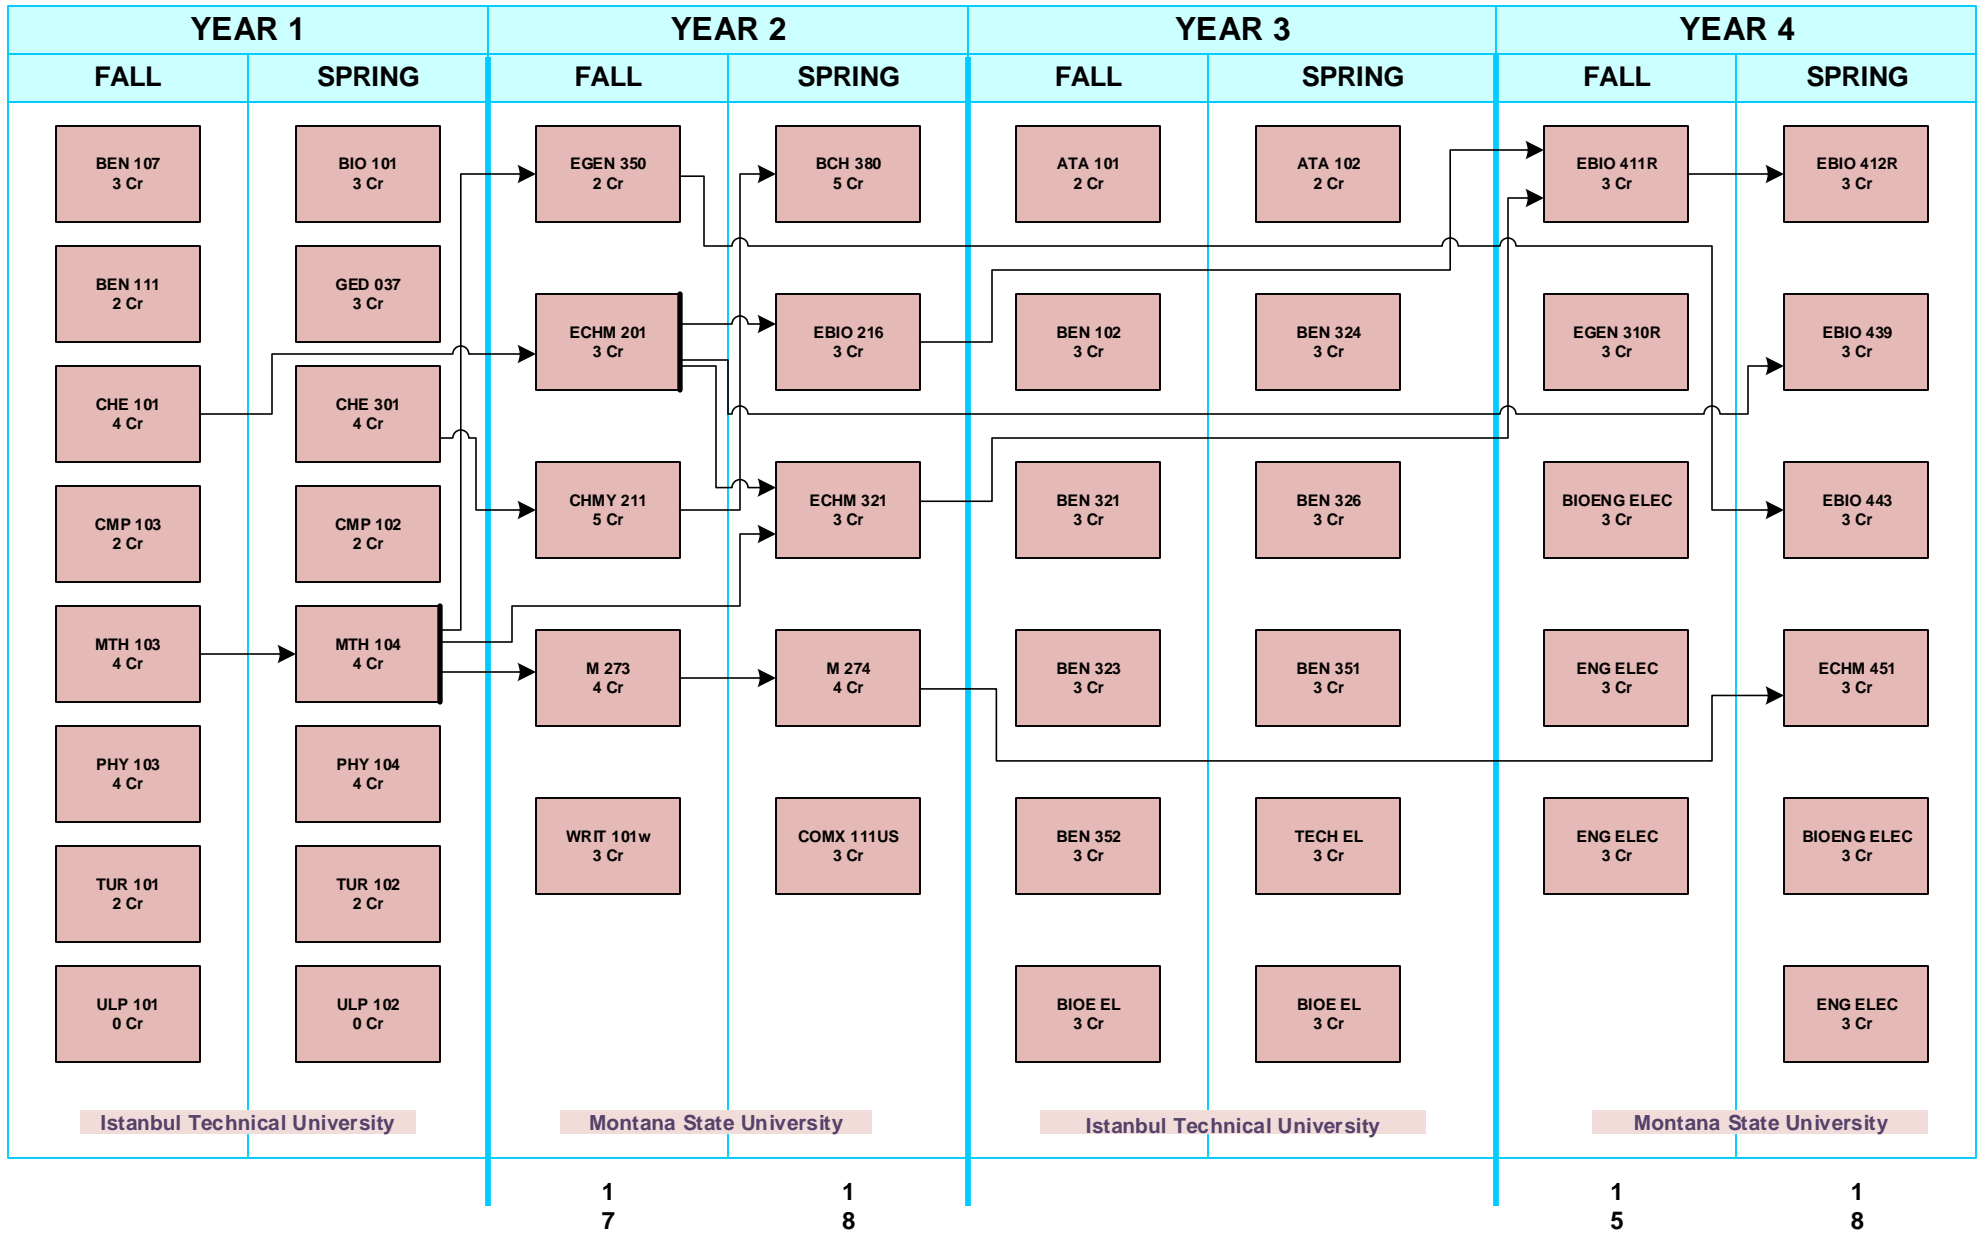 YEAR 1
YEAR 2
YEAR 3
YEAR 4
FALL
SPRING
FALL
SPRING
FALL
SPRING
FALL
SPRING
BEN 107
3 Cr
BEN 111
2 Cr
CHE 101
4 Cr
CMP 103
2 Cr
MTH 103
4 Cr
PHY 103
4 Cr
TUR 101
2 Cr
ULP 101
0 Cr
BIO 101
3 Cr
GED 037
3 Cr
CHE 301
4 Cr
CMP 102
2 Cr
MTH 104
4 Cr
PHY 104
4 Cr
TUR 102
2 Cr
ULP 102
0 Cr
Istanbul Technical University
EGEN 350
2 Cr
ECHM 201
3 Cr
CHMY 211
5 Cr
M 273
4 Cr
WRIT 101w
3 Cr
BCH 380
5 Cr
EBIO 216
3 Cr
ECHM 321
3 Cr
M 274
4 Cr
COMX 111US
3 Cr
Montana State University
ATA 101
2 Cr
BEN 102
3 Cr
BEN 321
3 Cr
BEN 323
3 Cr
BEN 352
3 Cr
BIOE EL
3 Cr
ATA 102
2 Cr
BEN 324
3 Cr
BEN 326
3 Cr
BEN 351
3 Cr
TECH EL
3 Cr
BIOE EL
3 Cr
Istanbul Technical University
EBIO 411R
3 Cr
EGEN 310R
3 Cr
BIOENG ELEC
3 Cr
ENG ELEC
3 Cr
ENG ELEC
3 Cr
EBIO 412R
3 Cr
EBIO 439
3 Cr
EBIO 443
3 Cr
ECHM 451
3 Cr
BIOENG ELEC
3 Cr
ENG ELEC
3 Cr
Montana State University
1
7
1
8
1
5
1
8